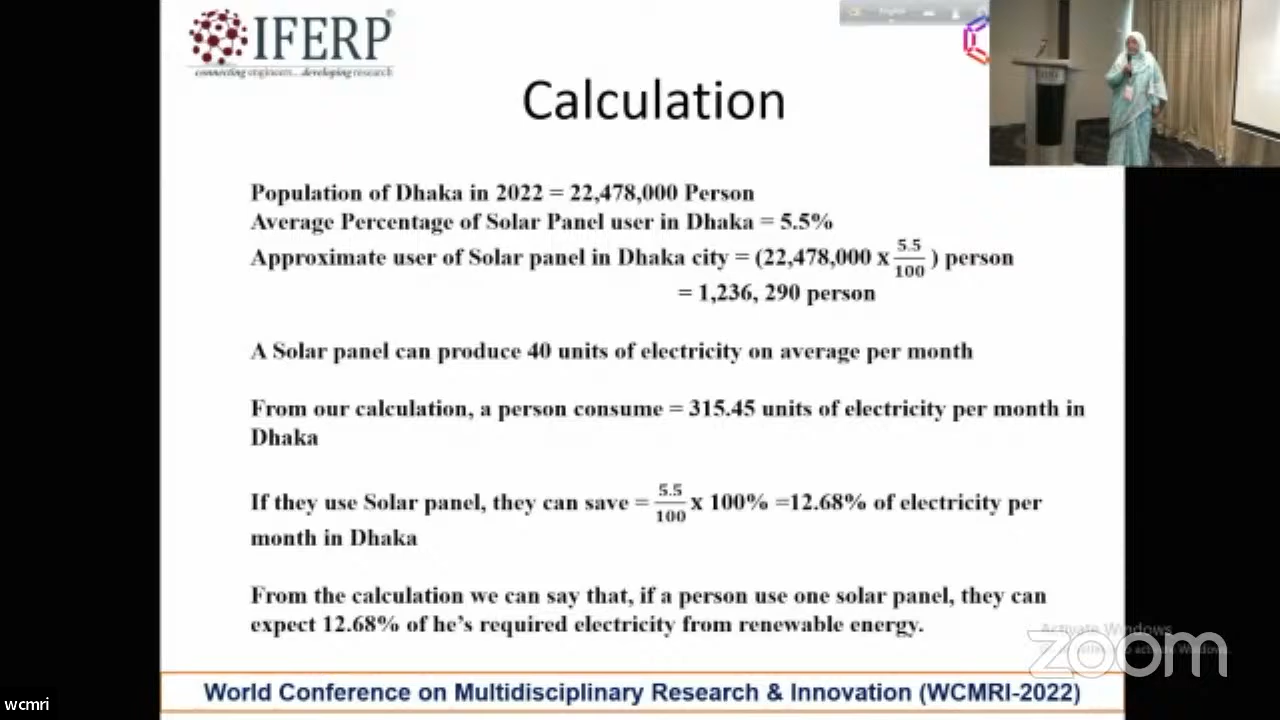 IFERP®
connecting engineers... developing research
English
Calculation
Population of Dhaka in 2022 = 22,478,000 Person
Average Percentage of Solar Panel user in Dhaka = 5.5%
Approximate user of Solar panel in Dhaka city = (22,478,000 x 5.5/100 ) person
= 1,236, 290 person
A Solar panel can produce 40 units of electricity on average per month
From our calculation, a person consume = 315.45 units of electricity per month in
Dhaka
If they use Solar panel, they can save = 5.5/100 x 100% =12.68% of electricity per
month in Dhaka
From the calculation we can say that, if a person use one solar panel, they can
expect 12.68% of he's required electricity from renewable energy.
Activate Windows
to activate Windows.
zoom
World Conference on Multidisciplinary Research & Innovation (WCMRI-2022)
wcmri